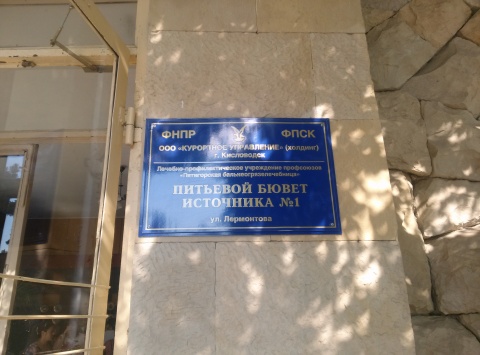 ФНПР ФПСК
ООО «КУРОРТНОЕ УПРАВЛЕНИЕ» (холдинг)
г. Кисловодск
Лечебно-профилактическое учреждение профсоюзов
«Пятигорская бальнеогрязелечебница»
ПИТЬЕВОЙ БЮВЕТ
ИСТОЧНИКА №1
ул. Лермонтова